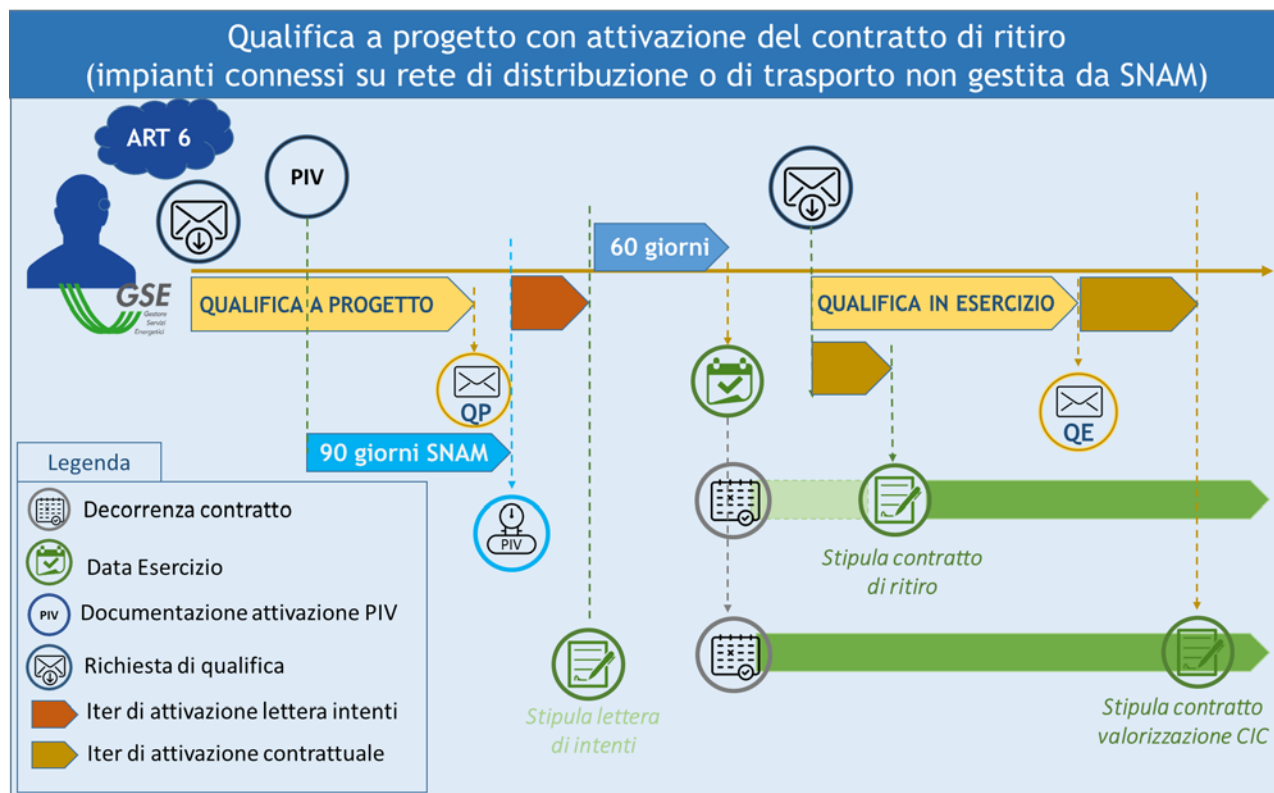 Qualifica a progetto con attivazione del contratto di ritiro
(impianti connessi su rete di distribuzione o di trasporto non gestita da SNAM)
ART 6
PIV
60 giorni
GSE
Gestore
Servizi
Energetici
QUALIFICA A PROGETTO
QUALIFICA IN ESERCIZIO
QP
QE
90 giorni SNAM
PIV
Stipula contratto
di ritiro
Stipula lettera
di intenti
Stipula contratto
valorizzazione CIC
Legenda
Decorrenza contratto
Data Esercizio
PIV
Documentazione attivazione PIV
Richiesta di qualifica
Iter di attivazione lettera intenti
Iter di attivazione contrattuale